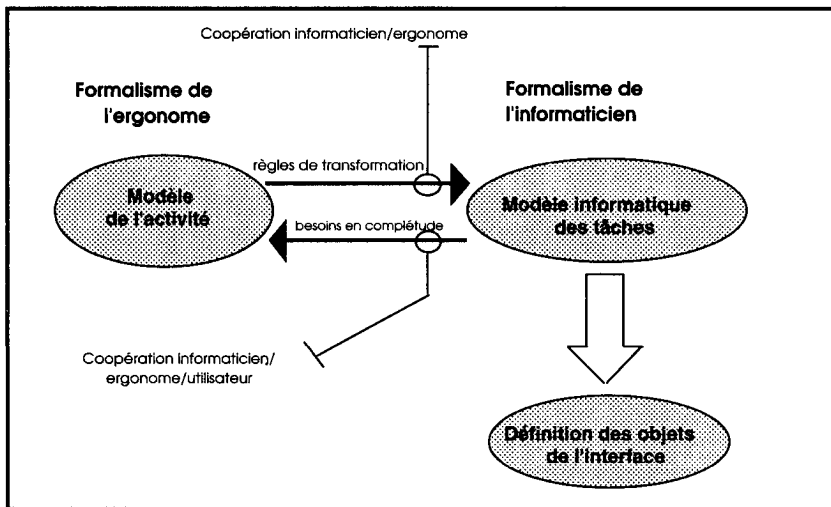 Coopération informaticien/ergonome
Formalisme de
l'ergonome
Formalisme de
l'informaticien
règles de transformation
Modèle
de l'activité
Modèle informatique
des tâches
besoins en complétude
Coopération informaticien/
ergonome/utilisateur
Définition des objets
de l'interface